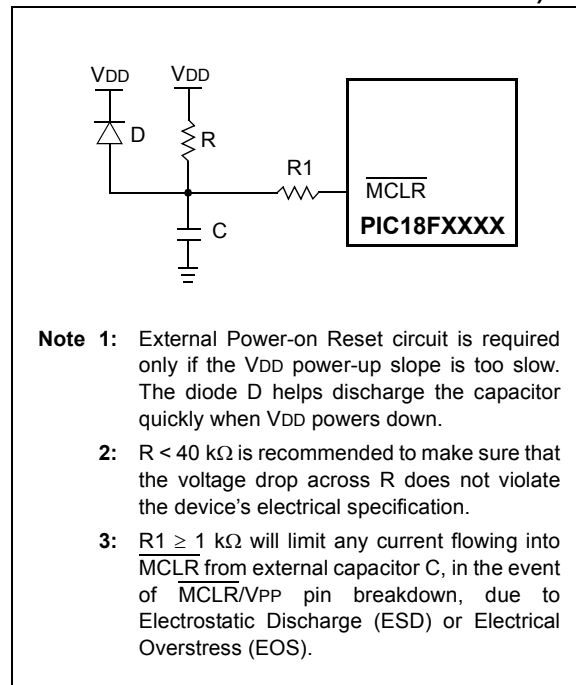 VDD VDD
D
R
R1
C
MCLR
PIC18FXXXX
Note 1: External Power-on Reset circuit is required
only if the VDD power-up slope is too slow.
The diode D helps discharge the capacitor
quickly when VDD powers down.
2: R < 40 kΩ is recommended to make sure that
the voltage drop across R does not violate
the device's electrical specification.
3: R1 ≥ 1 kΩ will limit any current flowing into
MCLR from external capacitor C, in the event
of MCLR/VPP pin breakdown, due to
Electrostatic Discharge (ESD) or Electrical
Overstress (EOS).